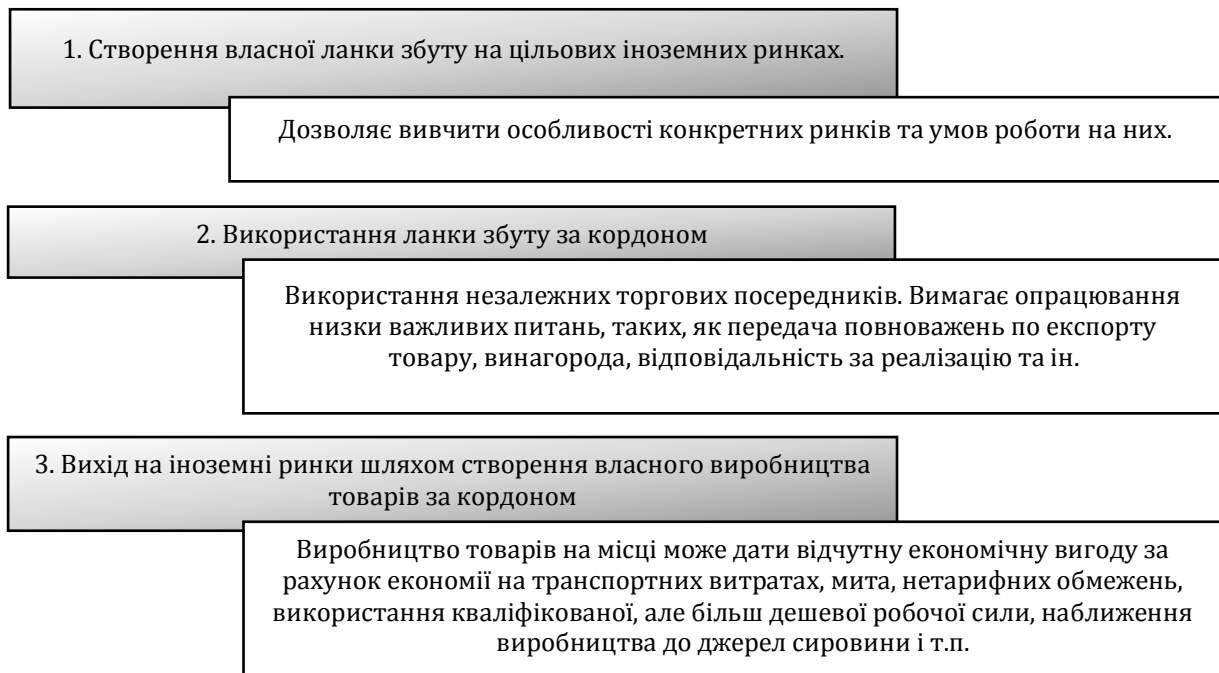 1. Створення власної ланки збуту на цільових іноземних ринках.
Дозволяє вивчити особливості конкретних ринків та умов роботи на них.
2. Використання ланки збуту за кордоном
Використання незалежних торгових посередників. Вимагає опрацювання
низки важливих питань, таких, як передача повноважень по експорту
товару, винагорода, відповідальність за реалізацію та ін.
3. Вихід на іноземні ринки шляхом створення власного виробництва
товарів за кордоном
Виробництво товарів на місці може дати відчутну економічну вигоду за
рахунок економії на транспортних витратах, мита, нетарифних обмежень,
використання кваліфікованої, але більш дешевої робочої сили, наближення
виробництва до джерел сировини і т.п.